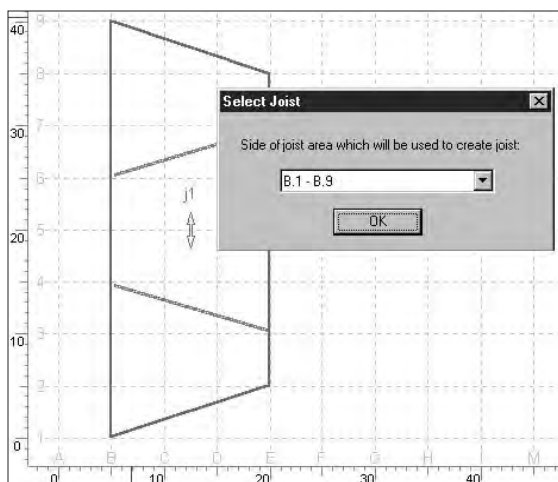 40
9
8
Select Joist
30
7
Side of joist area which will be used to create joist:
6
B.1 - B.9
j1
OK
20
5
4
10
3
2
0
1
A B C D E F G H M
0 10 20 30 40